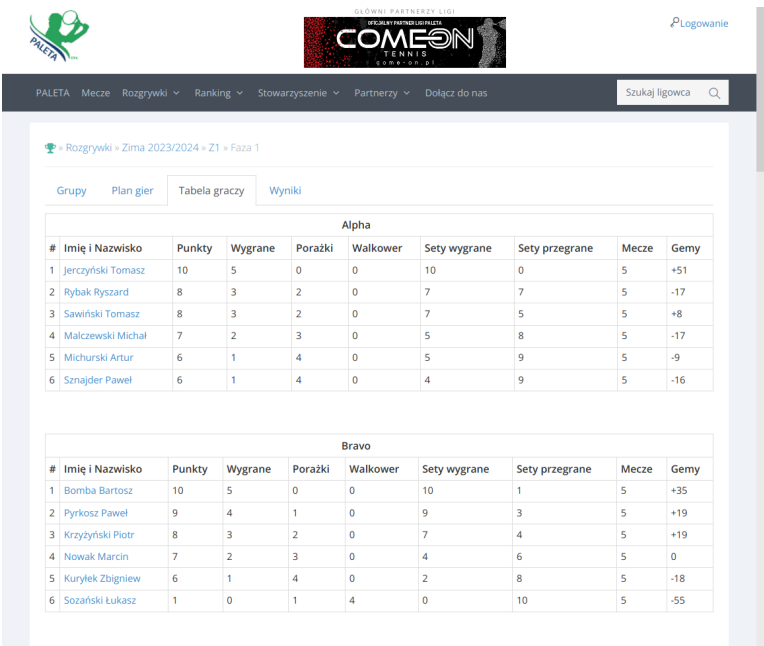 GŁÓWNI PARTNERZY LIGI
OFICJALNY PARTNER LIGI PALETA
COMEON
TENNIS
come-on.pl
PALETA
Logowanie
PALETA Mecze Rozgrywki Ranking Stowarzyszenie Partnerzy Dołącz do nas Szukaj ligowca
» Rozgrywki » Zima 2023/2024 » Z1 » Faza 1
Grupy Plan gier Tabela graczy Wyniki
Alpha
# Imię i Nazwisko Punkty Wygrane Porażki Walkower Sety wygrane Sety przegrane Mecze Gemy
1 Jerczyński Tomasz 10 5 0 0 10 0 5 +51
2 Rybak Ryszard 8 3 2 0 7 7 5 -17
3 Sawiński Tomasz 8 3 2 0 7 5 5 +8
4 Malczewski Michał 7 2 3 0 5 8 5 -17
5 Michurski Artur 6 1 4 0 5 9 5 -9
6 Sznajder Paweł 6 1 4 0 4 9 5 -16
Bravo
# Imię i Nazwisko Punkty Wygrane Porażki Walkower Sety wygrane Sety przegrane Mecze Gemy
1 Bomba Bartosz 10 5 0 0 10 1 5 +35
2 Pyrkosz Paweł 9 4 1 0 9 3 5 +19
3 Krzyżyński Piotr 8 3 2 0 7 4 5 +19
4 Nowak Marcin 7 2 3 0 4 6 5 0
5 Kuryłek Zbigniew 6 1 4 0 2 8 5 -18
6 Sozański Łukasz 1 0 1 4 0 10 5 -55